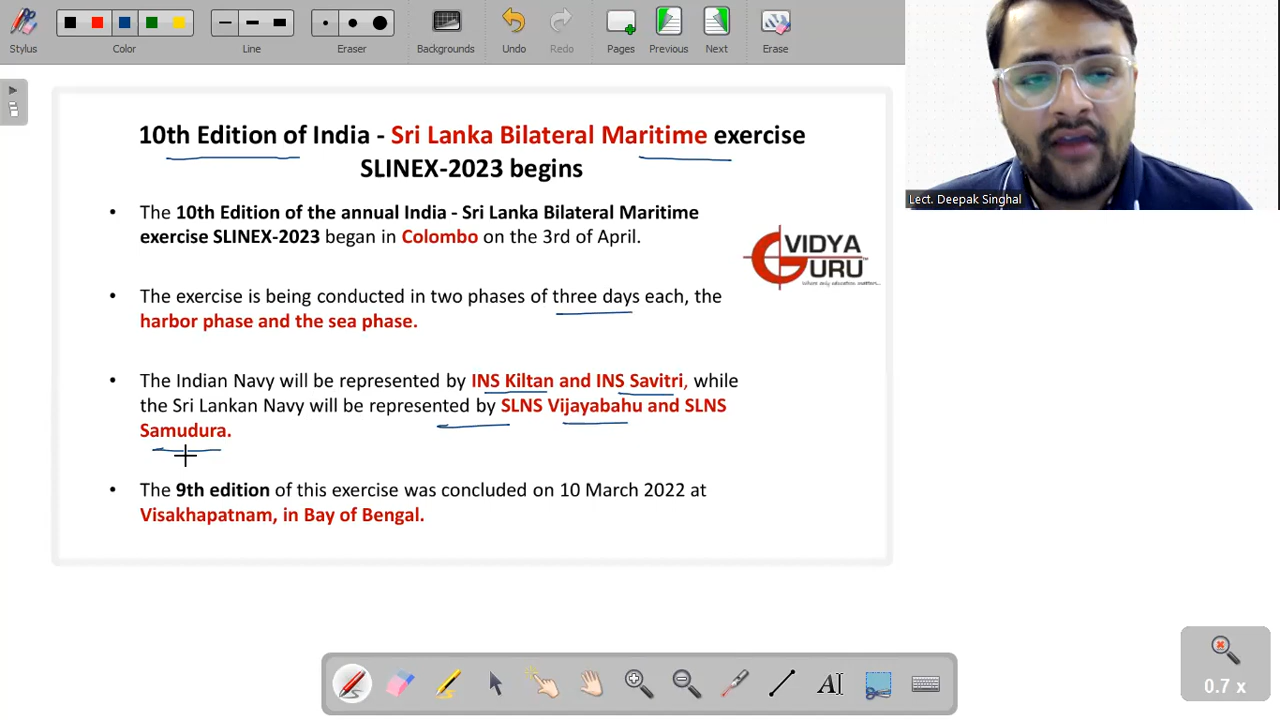 Stylus
Color
Line
Eraser
Backgrounds
Undo
Redo
Pages
Previous
Next
Erase
Lect. Deepak Singhal
10th Edition of India - Sri Lanka Bilateral Maritime exercise
SLINEX-2023 begins
• The 10th Edition of the annual India - Sri Lanka Bilateral Maritime
exercise SLINEX-2023 began in Colombo on the 3rd of April.
VIDYA
GURU
Where only education matters...
• The exercise is being conducted in two phases of three days each, the
harbor phase and the sea phase.
• The Indian Navy will be represented by INS Kiltan and INS Savitri, while
the Sri Lankan Navy will be represented by SLNS Vijayabahu and SLNS
Samudura.
• The 9th edition of this exercise was concluded on 10 March 2022 at
Visakhapatnam, in Bay of Bengal.
0.7 x